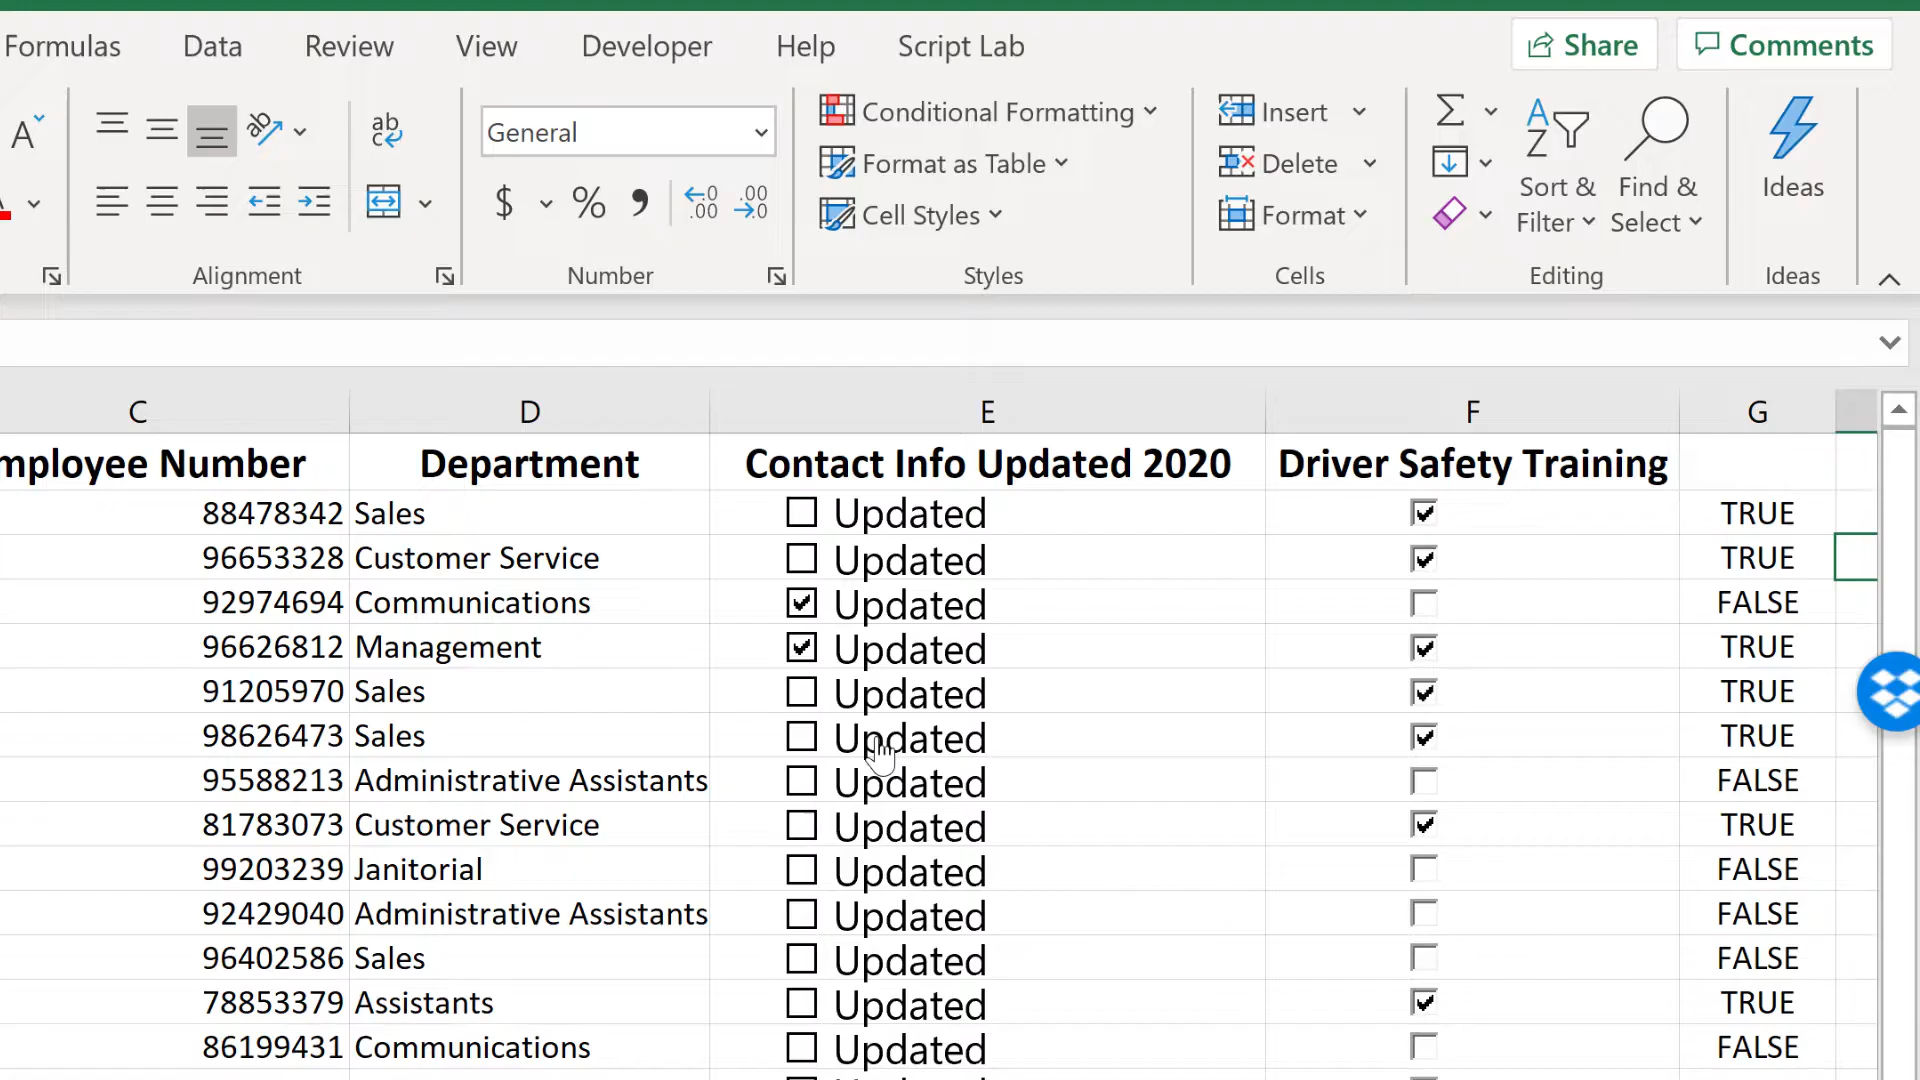 Formulas Data Review View Developer Help Script Lab Share Comments
General
Conditional Formatting
Format as Table
Cell Styles
Insert
Delete
Format
Sort &
Filter
Find &
Select
Ideas
Alignment Number Styles Cells Editing Ideas
C D E F G
mployee Number Department Contact Info Updated 2020 Driver Safety Training
88478342 Sales Updated TRUE
96653328 Customer Service Updated TRUE
92974694 Communications Updated FALSE
96626812 Management Updated TRUE
91205970 Sales Updated TRUE
98626473 Sales Updated TRUE
95588213 Administrative Assistants Updated FALSE
81783073 Customer Service Updated TRUE
99203239 Janitorial Updated FALSE
92429040 Administrative Assistants Updated FALSE
96402586 Sales Updated FALSE
78853379 Assistants Updated TRUE
86199431 Communications Updated FALSE